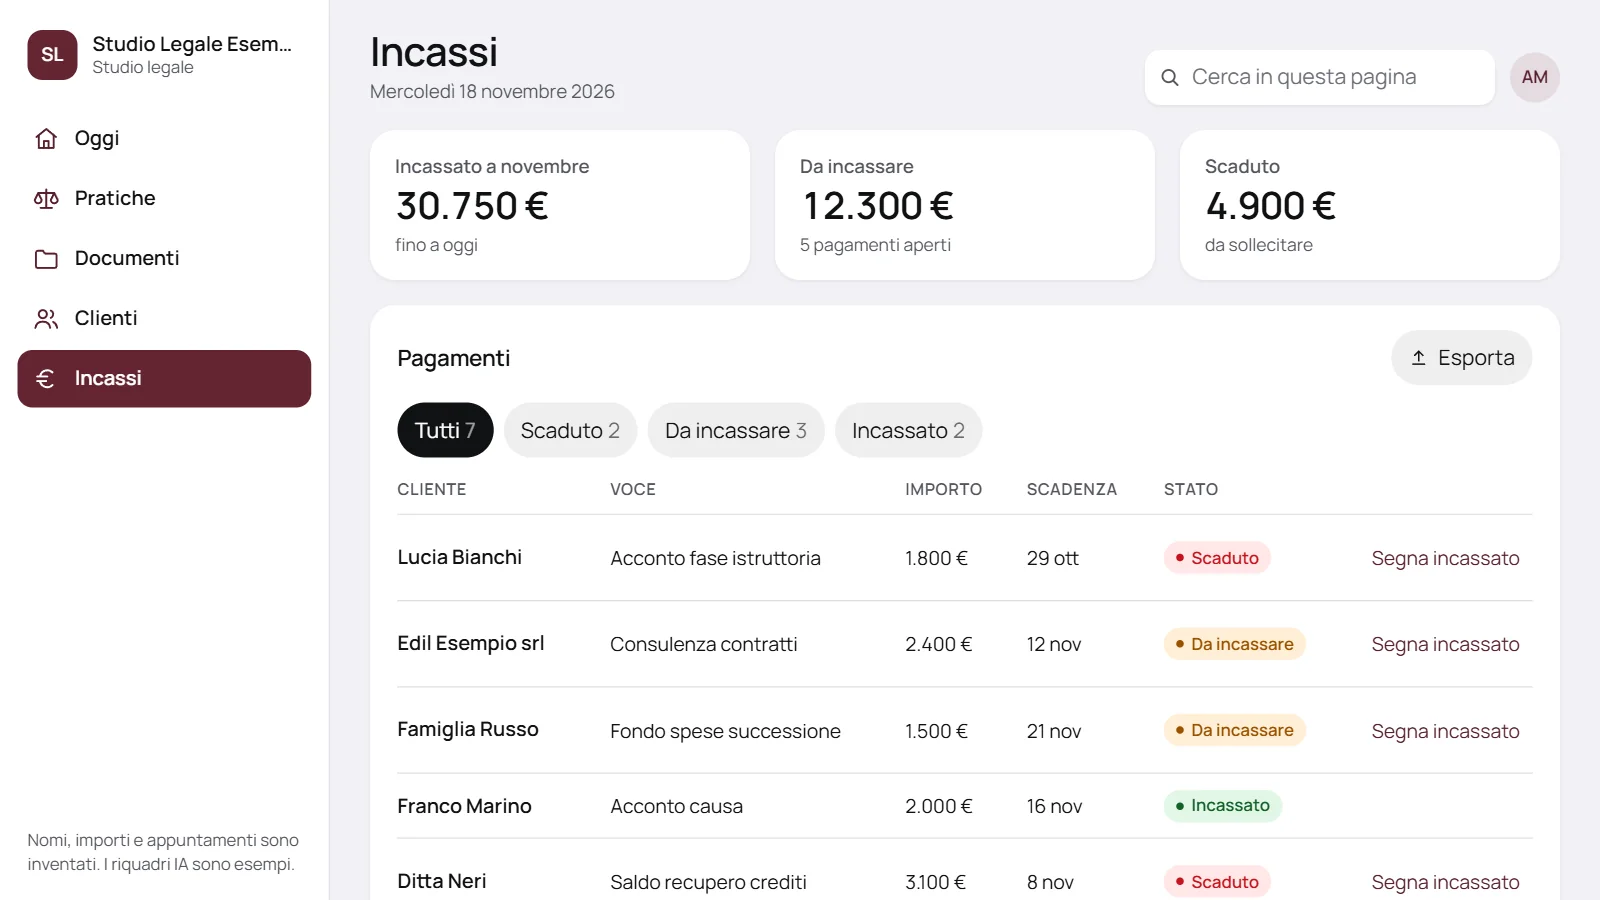 SL
Studio Legale Esem...
Studio legale
Oggi
Pratiche
Documenti
Clienti
Incassi
Nomi, importi e appuntamenti sono
inventati. I riquadri IA sono esempi.
Incassi
Mercoledì 18 novembre 2026
Cerca in questa pagina
AM
Incassato a novembre
30.750 €
fino a oggi
Da incassare
12.300 €
5 pagamenti aperti
Scaduto
4.900 €
da sollecitare
Pagamenti
Esporta
Tutti 7
Scaduto 2
Da incassare 3
Incassato 2
CLIENTE VOCE IMPORTO SCADENZA STATO
Lucia Bianchi Acconto fase istruttoria 1.800 € 29 ott Scaduto Segna incassato
Edil Esempio srl Consulenza contratti 2.400 € 12 nov Da incassare Segna incassato
Famiglia Russo Fondo spese successione 1.500 € 21 nov Da incassare Segna incassato
Franco Marino Acconto causa 2.000 € 16 nov Incassato
Ditta Neri Saldo recupero crediti 3.100 € 8 nov Scaduto Segna incassato